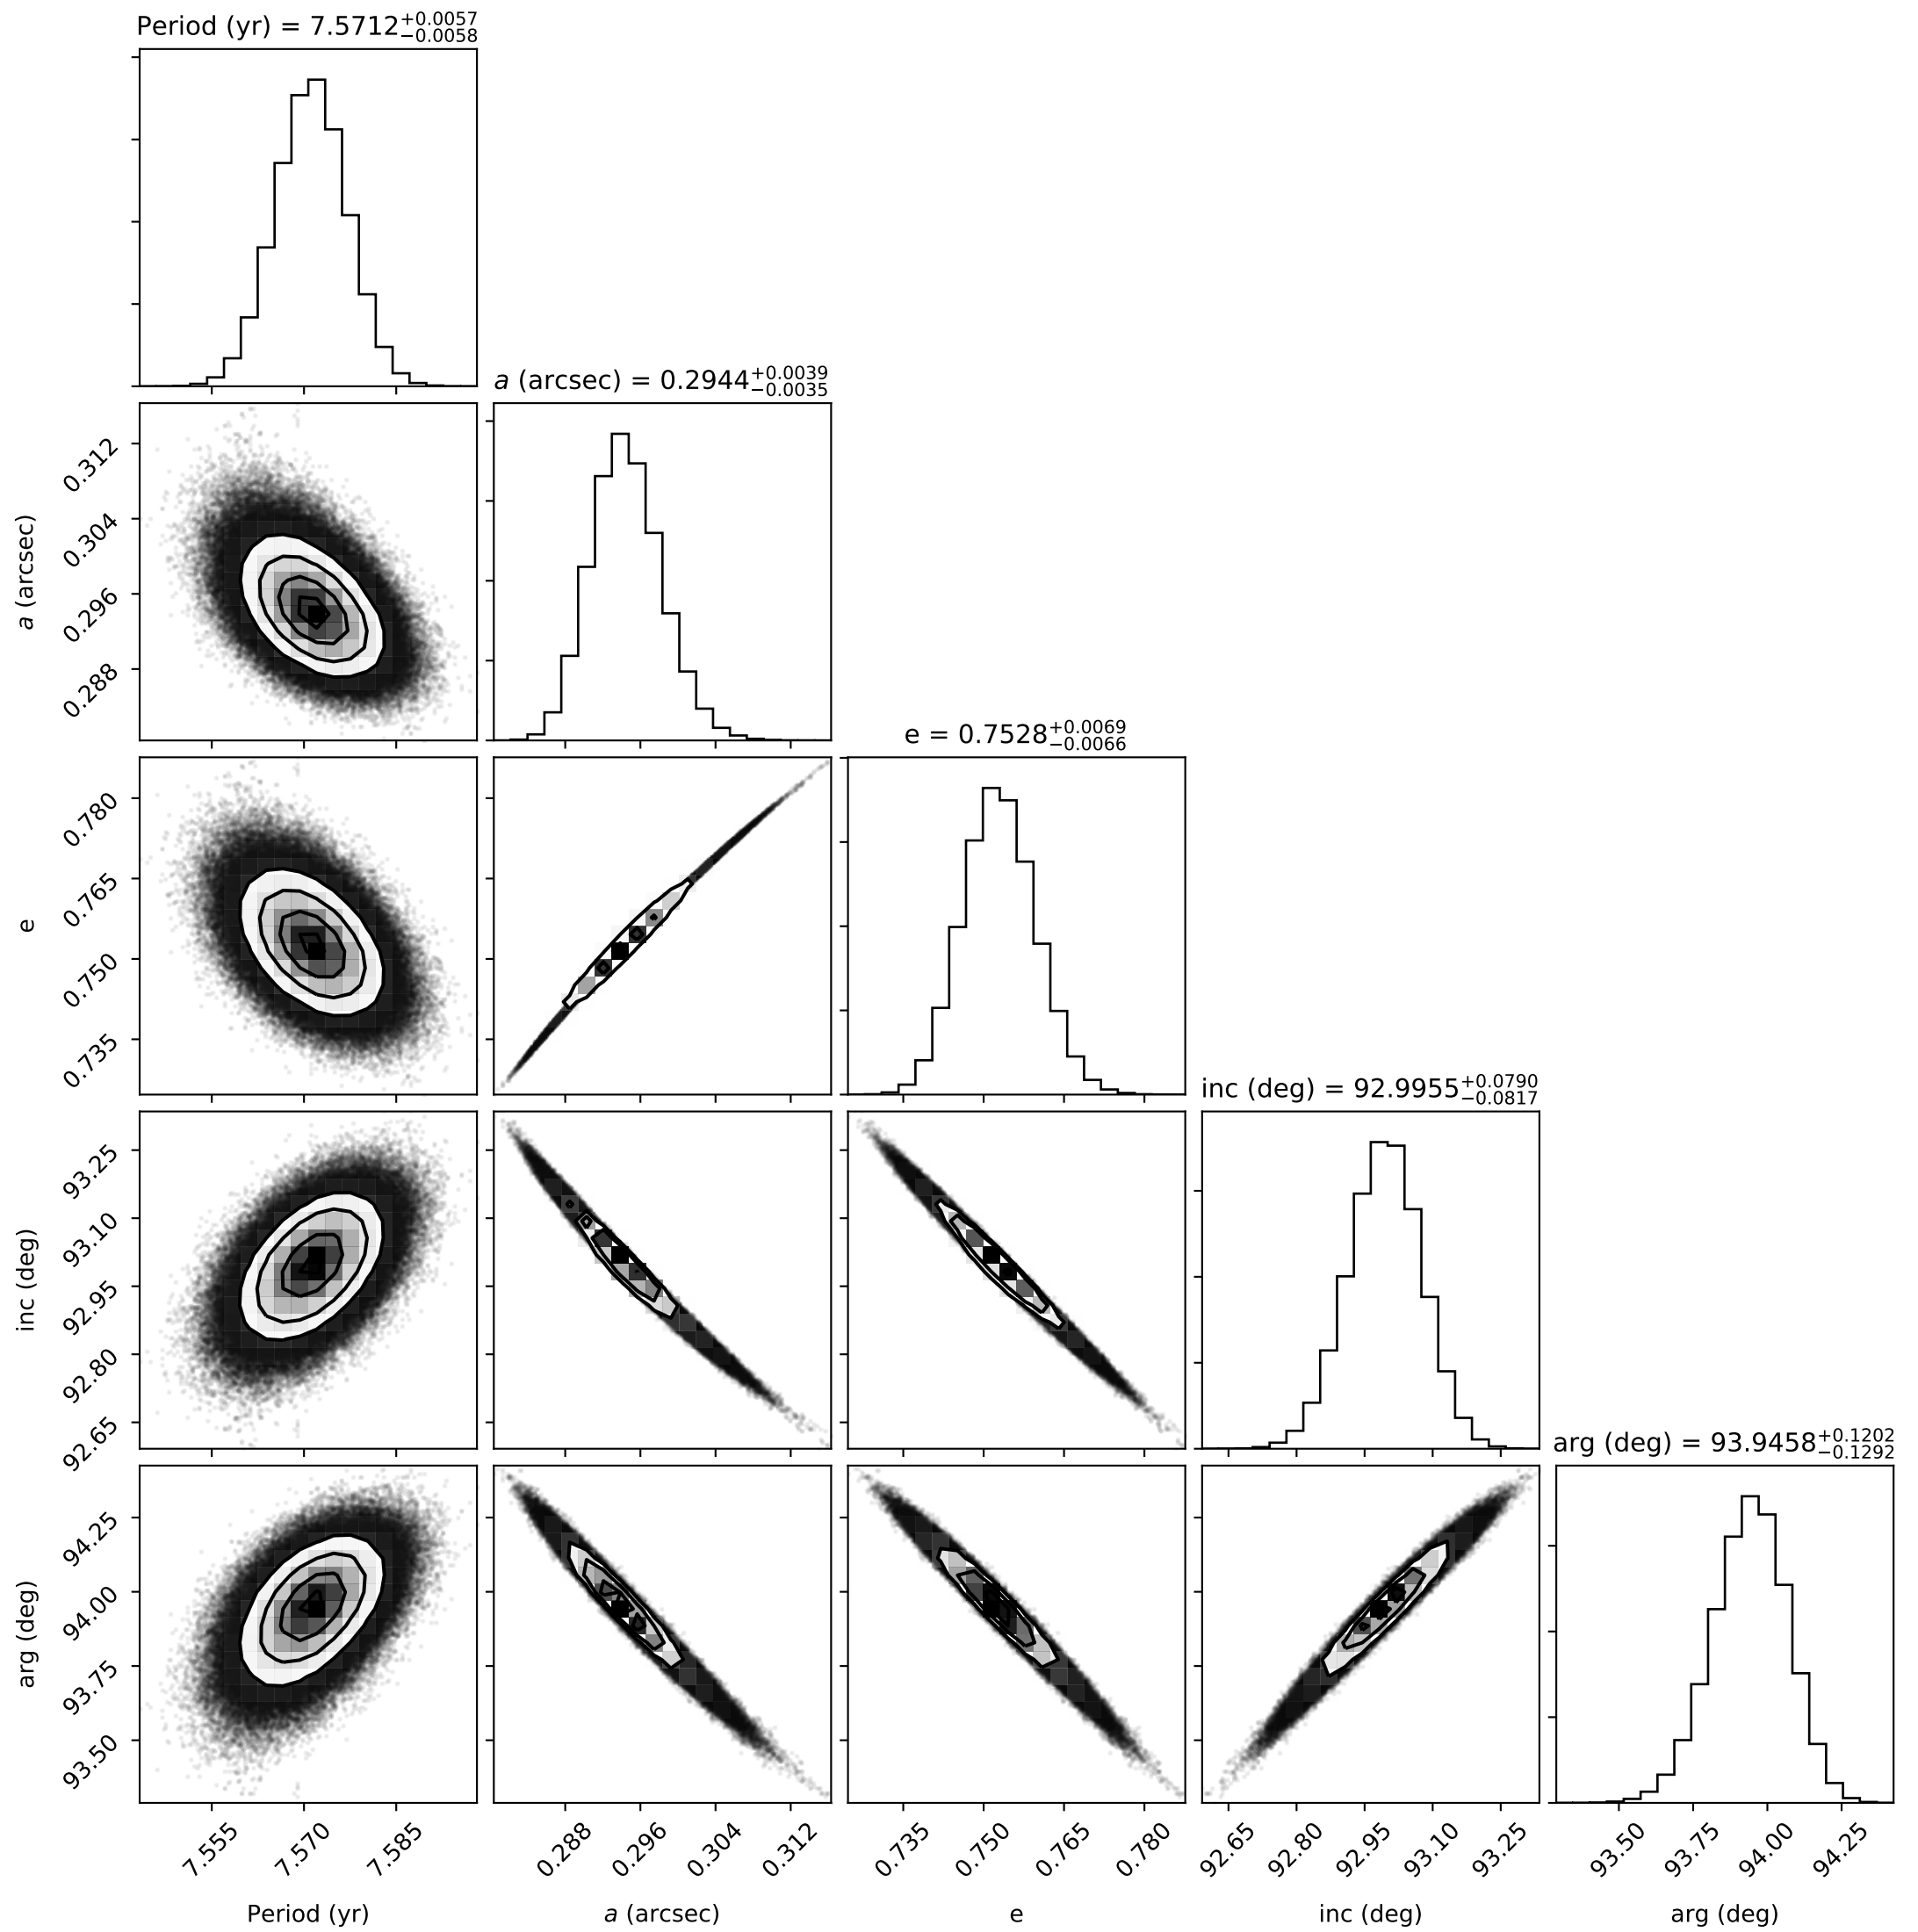 Period (yr) = 7.5712 +0.0057 −0.0058
a (arcsec) = 0.2944 +0.0039 −0.0035
0.312
0.304
0.296
0.288
a (arcsec)
e = 0.7528 +0.0069 −0.0066
0.780
0.765
0.750
0.735
e
inc (deg) = 92.9955 +0.0790 −0.0817
93.25
93.10
92.95
92.80
92.65
inc (deg)
arg (deg) = 93.9458 +0.1202 −0.1292
94.25
94.00
93.75
93.50
arg (deg)
7.555 7.570 7.585 0.288 0.296 0.304 0.312 0.735 0.750 0.765 0.780 92.65 92.80 92.95 93.10 93.25 93.50 93.75 94.00 94.25
Period (yr) a (arcsec) e inc (deg) arg (deg)